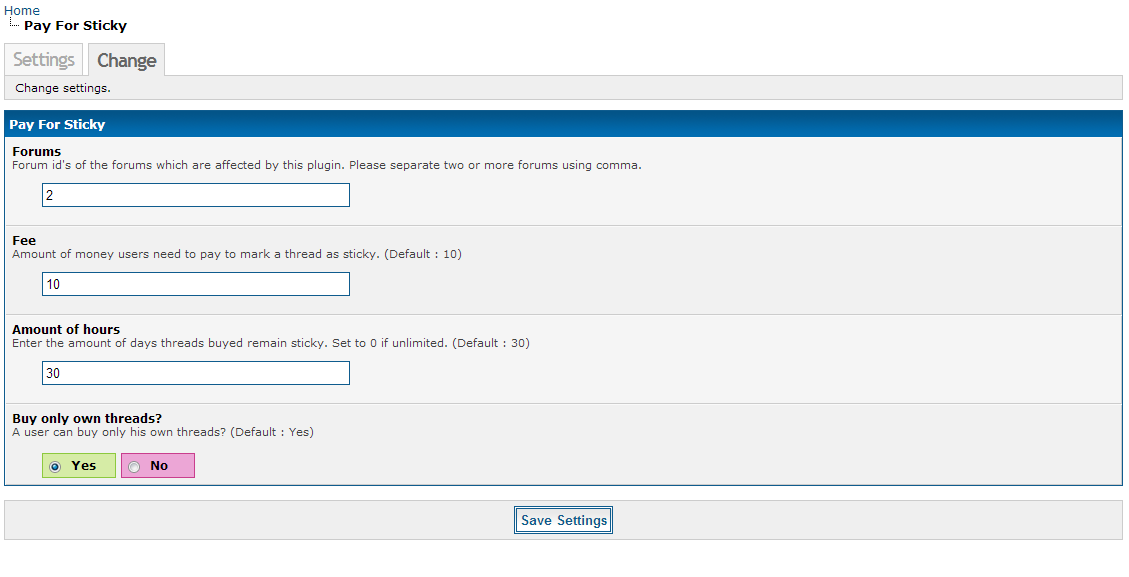 Home
Pay For Sticky
Settings Change
Change settings.
Pay For Sticky
Forums
Forum id's of the forums which are affected by this plugin. Please separate two or more forums using comma.
2
Fee
Amount of money users need to pay to mark a thread as sticky. (Default : 10)
10
Amount of hours
Enter the amount of days threads buyed remain sticky. Set to 0 if unlimited. (Default : 30)
30
Buy only own threads?
A user can buy only his own threads? (Default : Yes)
Yes No
Save Settings